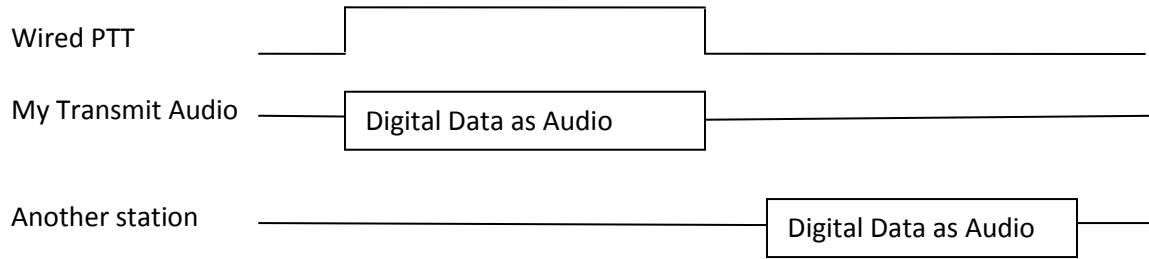 Wired PTT
My Transmit Audio
Digital Data as Audio
Another station
Digital Data as Audio